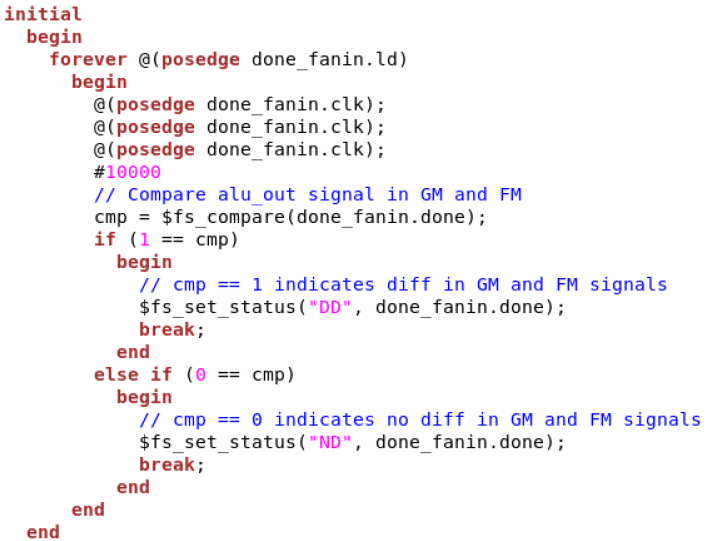 initial
  begin
    forever @(posedge done_fanin.ld)
      begin
        @(posedge done_fanin.clk);
        @(posedge done_fanin.clk);
        @(posedge done_fanin.clk);
        #10000
        // Compare alu_out signal in GM and FM
        cmp = $fs_compare(done_fanin.done);
        if (1 == cmp)
          begin
            // cmp == 1 indicates diff in GM and FM signals
            $fs_set_status("DD", done_fanin.done);
            break;
          end
        else if (0 == cmp)
          begin
            // cmp == 0 indicates no diff in GM and FM signals
            $fs_set_status("ND", done_fanin.done);
            break;
          end
      end
  end